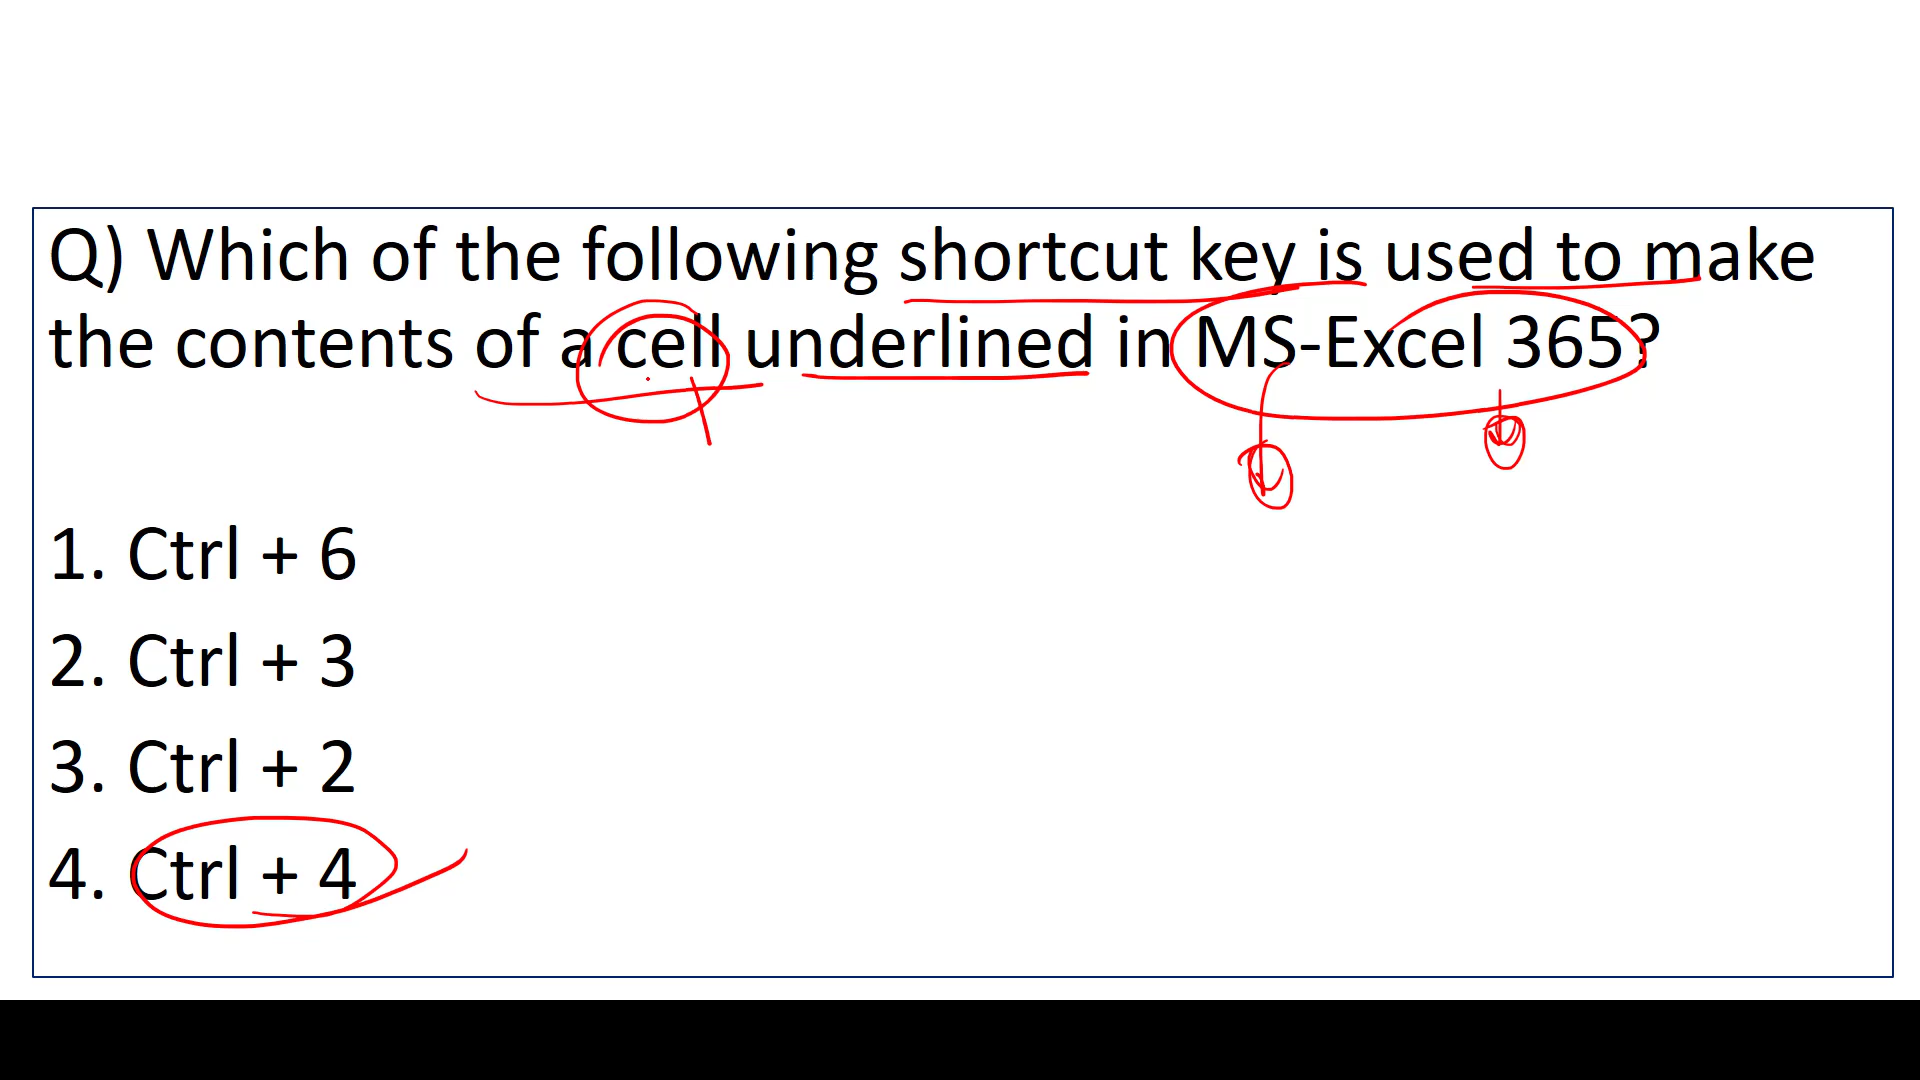 Q) Which of the following shortcut key is used to make
the contents of a cell underlined in MS-Excel 365?
1. Ctrl + 6
2. Ctrl + 3
3. Ctrl + 2
4. Ctrl + 4